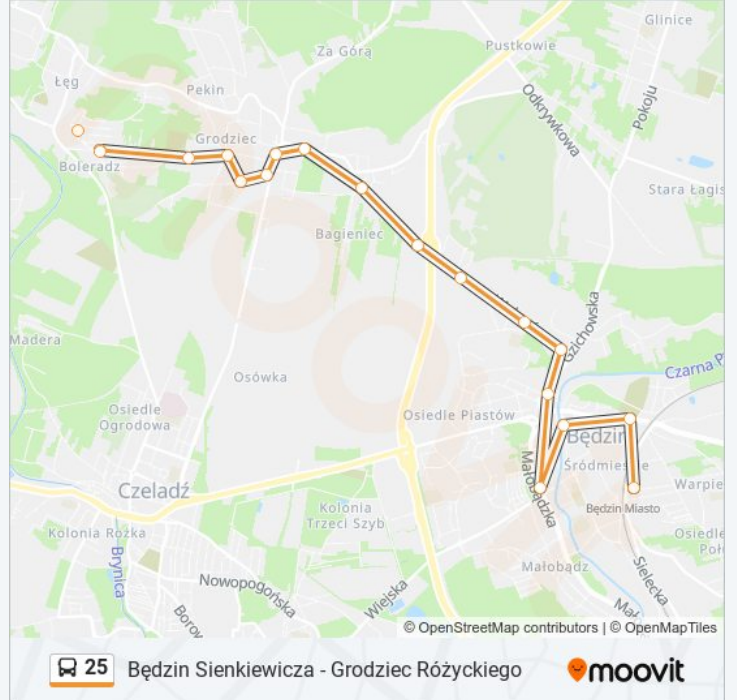 Glinice
Za Górą
Pustkowie
Łęg
Pekin
Odkrywkowa
Pokoju
Grodziec
Boleradz
Stara Łagis
Bagieniec
Gzichowska
Madera
Czarna P
Osówka
Osiedle
Ogrodowa
Osiedle Piastów
Będzin
Śródmieście
Małobądzka
Czeladź
Warpie
Kolonia
Trzeci Szyb
Będzin Miasto
Kolonia Rożka
Osiedle
Brynica
Małobądz
Sielecka
Nowopogońska
Wiejska
Borow
Mał
© OpenStreetMap contributors | © OpenMapTiles
25
Będzin Sienkiewicza - Grodziec Różyckiego
moovit